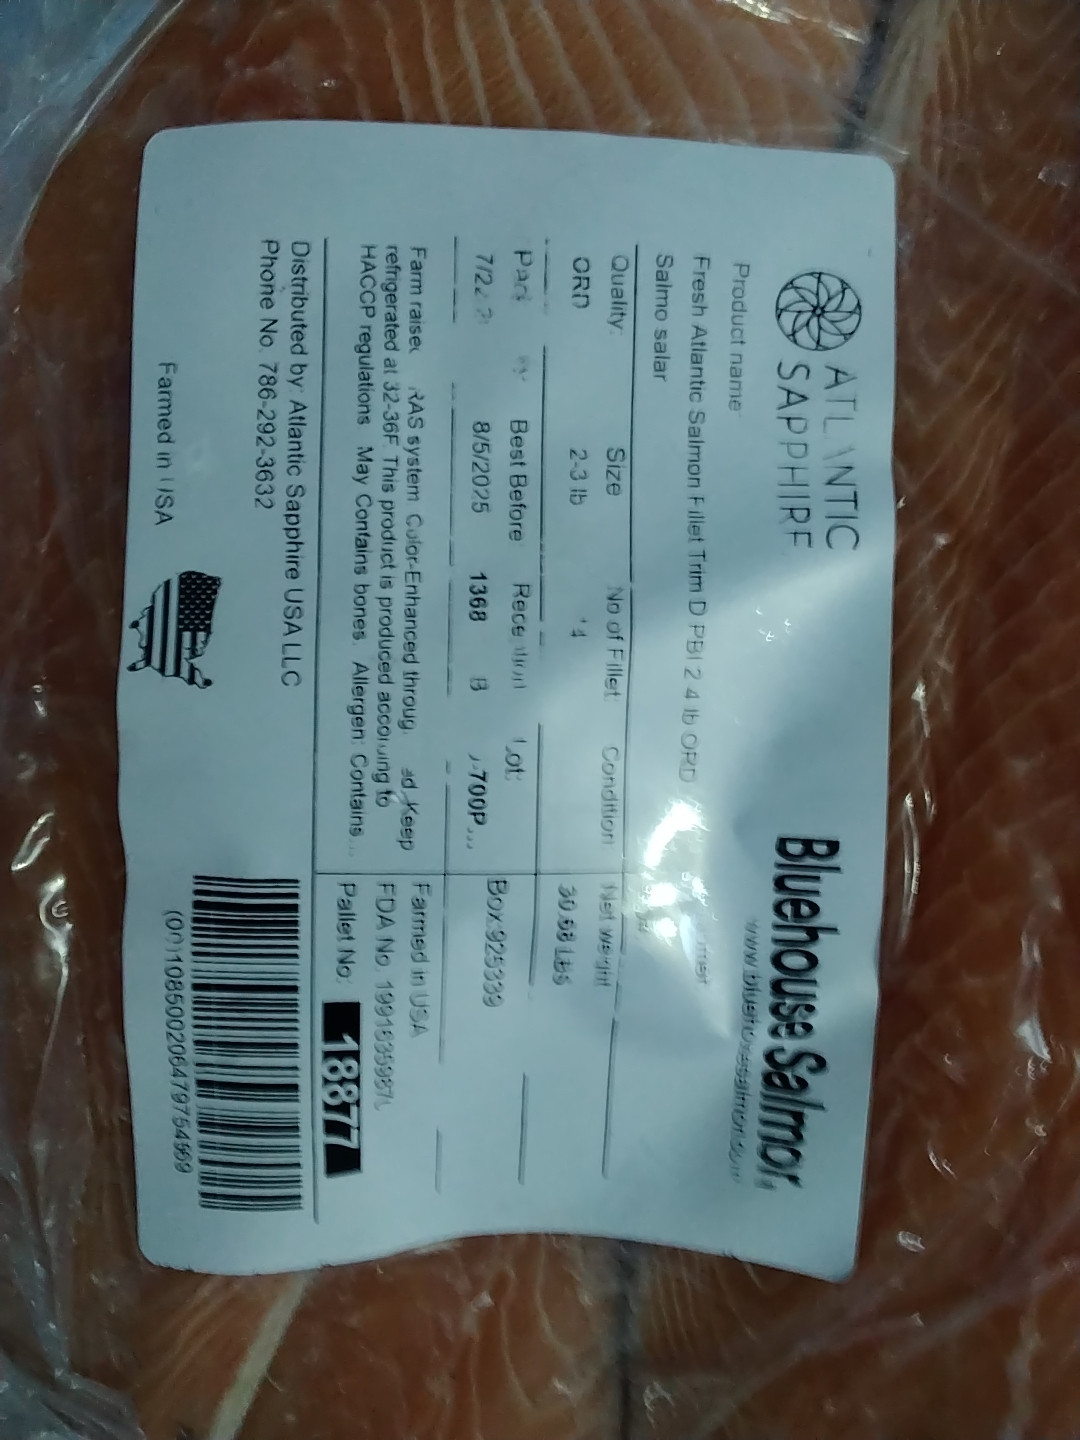 ATLANTIC
SAPPHIRE
Bluehouse Salmon
Product name
Fresh Atlantic Salmon Fillet Trim D PBI 2 4 lb ORD
Salmo salar
Quality: Size No of Fillet: Condition Net weight
ORD 2-3 lb 30.68 LBS
Best Before Lot:
8/5/2025 1368 Box:925339
Farm raised RAS system. Color-Enhanced Keep
refrigerated at 32-36F. This product is produced according to
HACCP regulations May Contains bones. Allergen: Contains...
Farmed in USA
FDA No.
Pallet No: 18877
Distributed by: Atlantic Sapphire USA LLC
Phone No. 786-292-3632
Farmed in USA